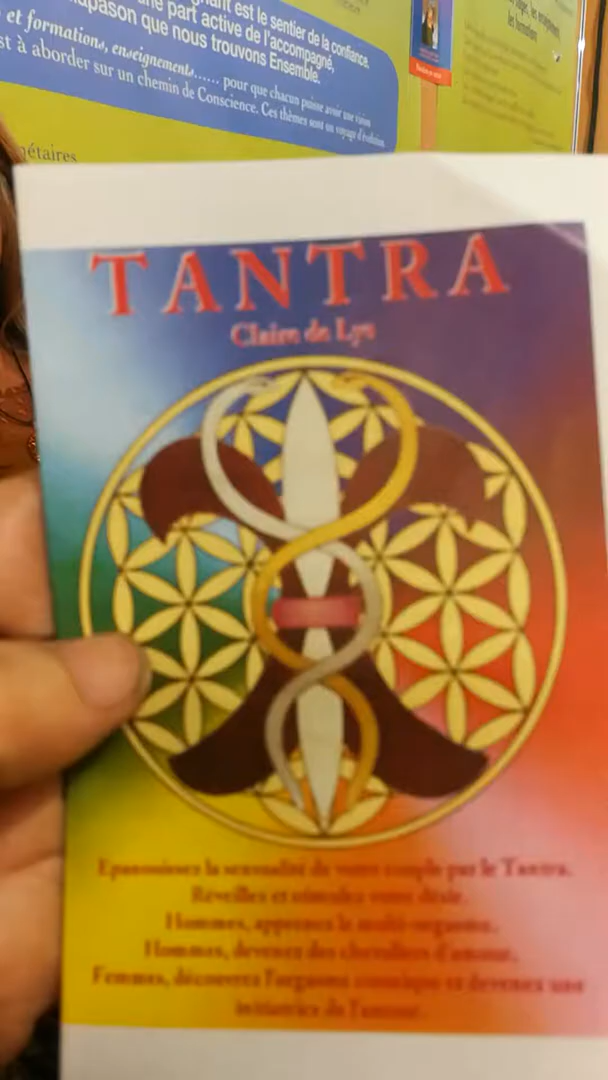 est le sentier de la confiance,
une part active de l'accompagné,
que nous trouvons Ensemble.
et formations, enseignements...... pour que chacun puisse avoir une vision
à aborder sur un chemin de Conscience. Ces thèmes sont un voyage d'évolution.
TANTRA
Claire de Lys
Epanouissez la sexualité de votre couple par le Tantra.
Réveillez et stimulez votre désir.
Hommes, apprenez le multi-orgasme.
Hommes, devenez des chevaliers d'amour.
Femmes, découvrez l'orgasme cosmique et devenez une
initiatrice de l'amour.